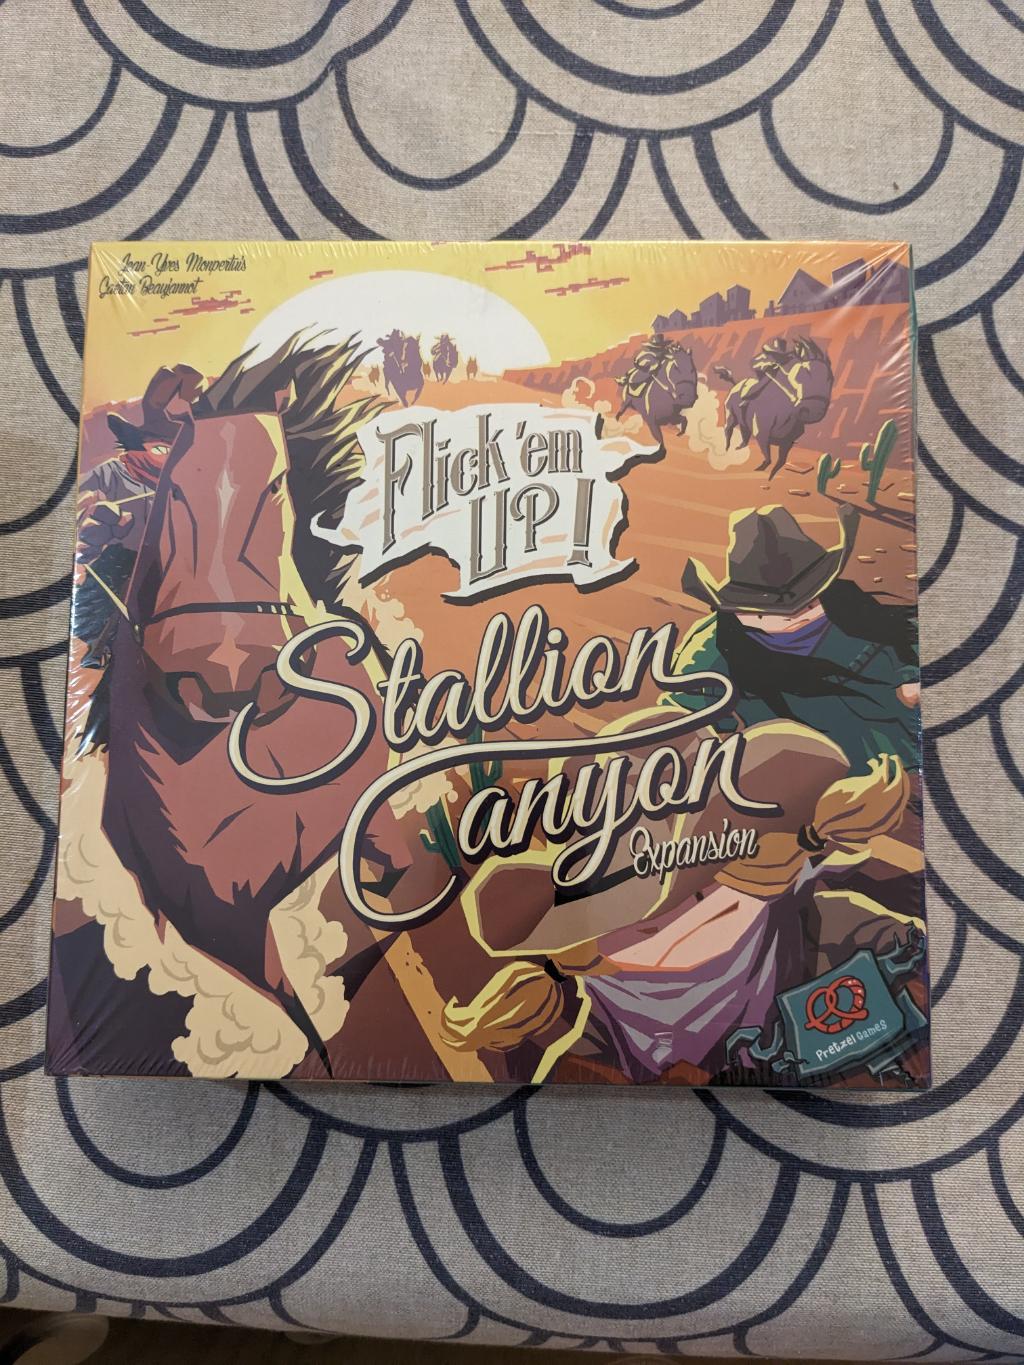 Jean-Yves Monpertuis
Gaëtan Beaujannot
Flick 'em
UP!
Stallion
Canyon
Expansion
Pretzel Games